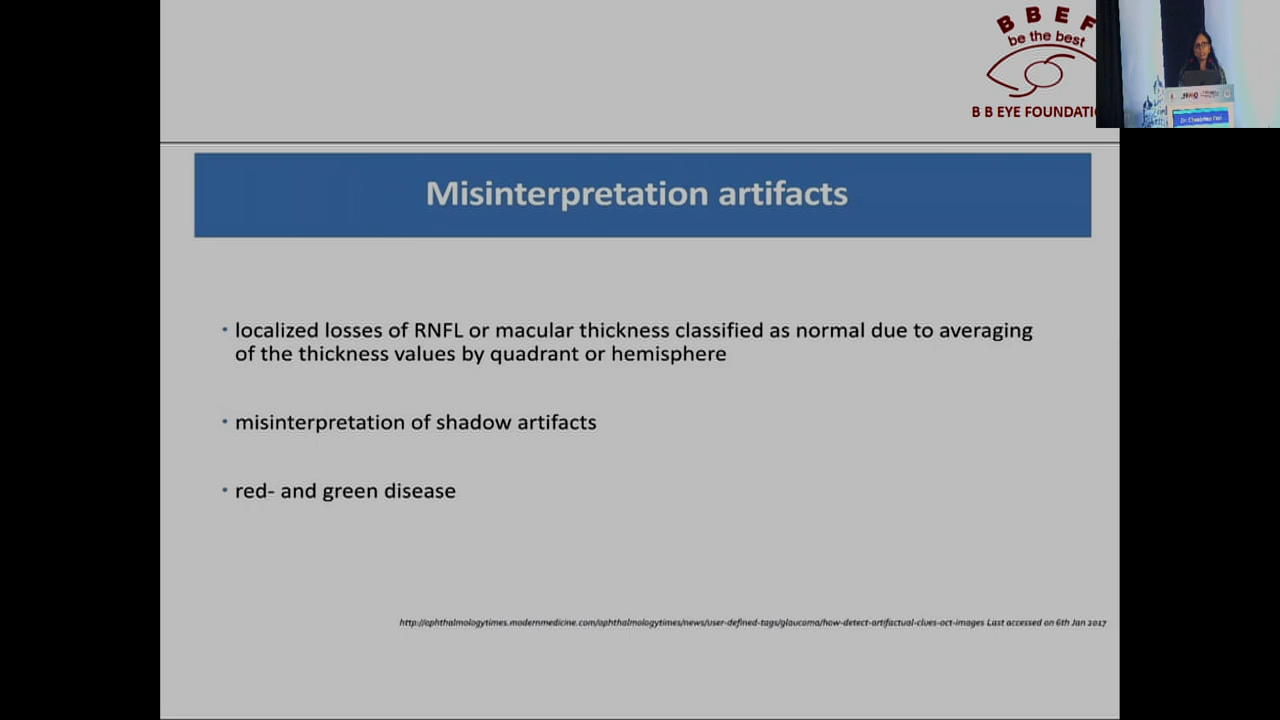 B B E F
be the best
B B EYE FOUNDATI
Misinterpretation artifacts
• localized losses of RNFL or macular thickness classified as normal due to averaging
of the thickness values by quadrant or hemisphere
• misinterpretation of shadow artifacts
• red- and green disease
http://ophthalmologytimes.modernmedicine.com/ophthalmologytimes/news/user-defined-tags/glaucoma/how-detect-artifactual-clues-oct-images Last accessed on 6th Jan 2017